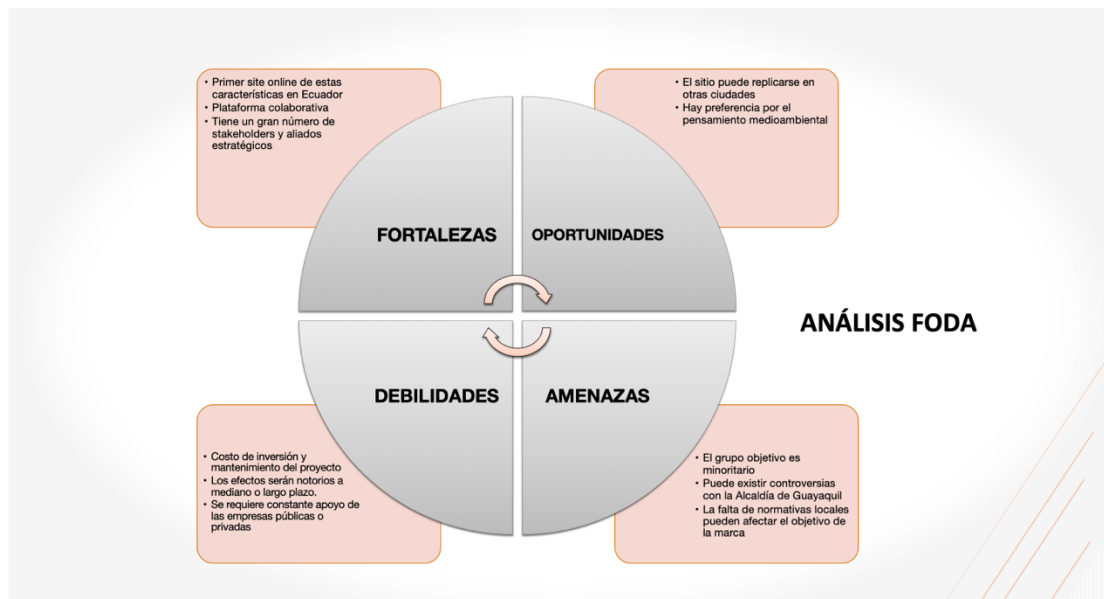 • Primer site online de estas
características en Ecuador
• Plataforma colaborativa
• Tiene un gran número de
stakeholders y aliados
estratégicos
• El sitio puede replicarse en
otras ciudades
• Hay preferencia por el
pensamiento medioambiental
FORTALEZAS
OPORTUNIDADES
ANÁLISIS FODA
DEBILIDADES
AMENAZAS
• Costo de inversión y
mantenimiento del proyecto
• Los efectos serán notorios a
mediano o largo plazo.
• Se requiere constante apoyo de
las empresas públicas o
privadas
• El grupo objetivo es
minoritario
• Puede existir controversias
con la Alcaldía de Guayaquil
• La falta de normativas locales
pueden afectar el objetivo de
la marca